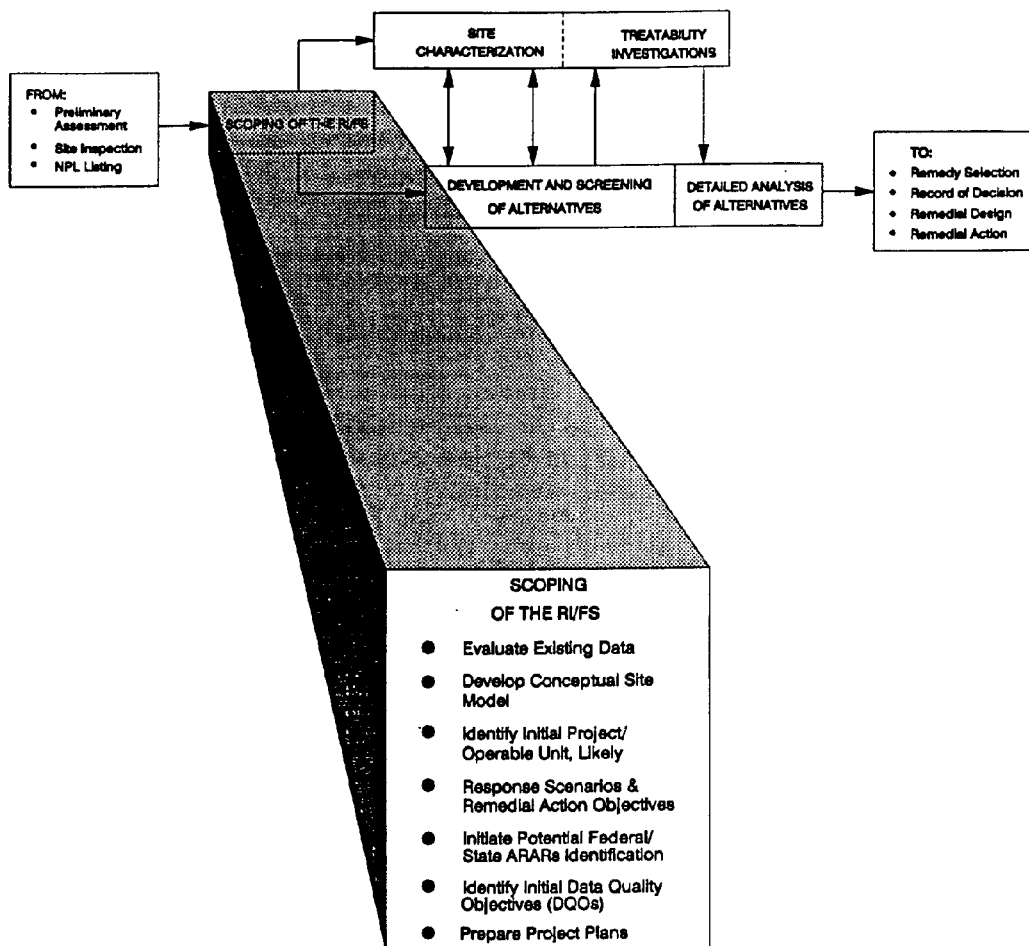 SITE
CHARACTERIZATION
TREATABILITY
INVESTIGATIONS
FROM:
• Preliminary
Assessment
• Site Inspection
• NPL Listing
SCOPING OF THE RI/FS
DEVELOPMENT AND SCREENING
OF ALTERNATIVES
DETAILED ANALYSIS
OF ALTERNATIVES
TO:
• Remedy Selection
• Record of Decision
• Remedial Design
• Remedial Action
SCOPING
OF THE RI/FS
● Evaluate Existing Data
● Develop Conceptual Site
Model
● Identify Initial Project/
Operable Unit, Likely
● Response Scenarios &
Remedial Action Objectives
● Initiate Potential Federal/
State ARARs Identification
● Identify Initial Data Quality
Objectives (DQOs)
● Prepare Project Plans